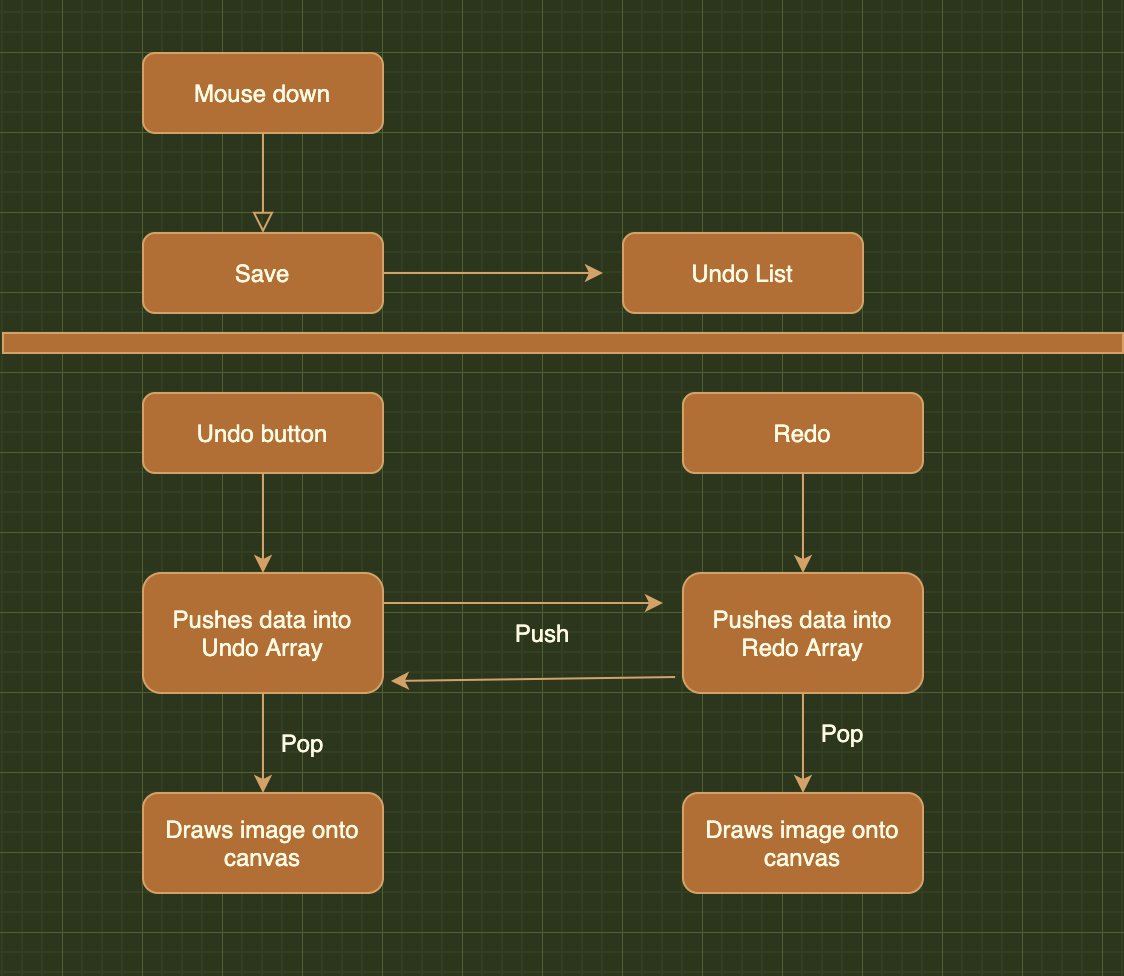 Mouse down
Save
Undo List
Undo button
Redo
Pushes data into
Undo Array
Push
Pushes data into
Redo Array
Pop
Pop
Draws image onto
canvas
Draws image onto
canvas